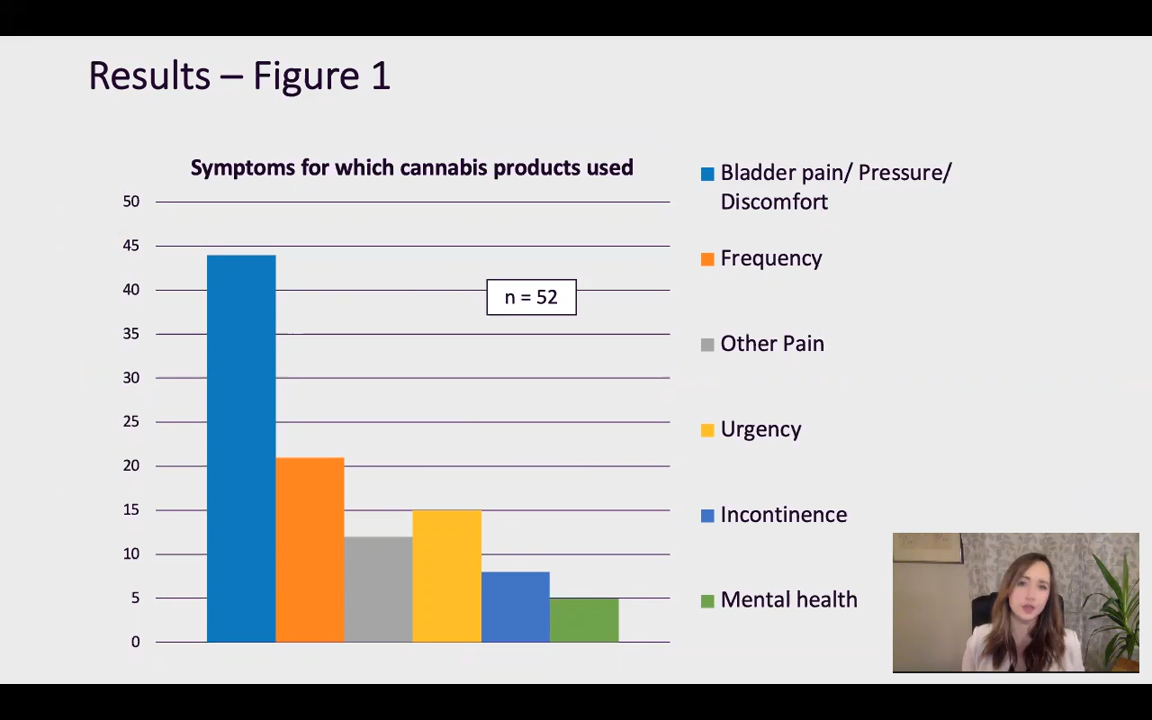 Results – Figure 1
Symptoms for which cannabis products used
50
45
40
35
30
25
20
15
10
5
0
n = 52
Bladder pain/ Pressure/
Discomfort
Frequency
Other Pain
Urgency
Incontinence
Mental health